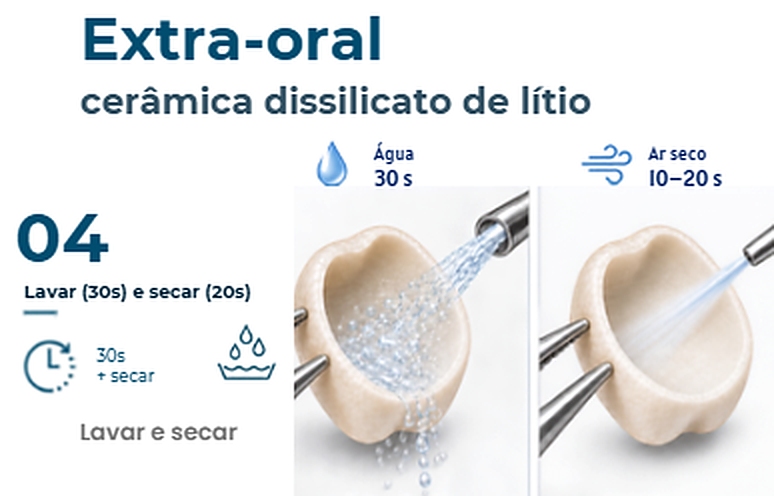 Extra-oral
cerâmica dissilicato de lítio
Água
30 s
Ar seco
10–20 s
04
Lavar (30s) e secar (20s)
30s
+ secar
Lavar e secar